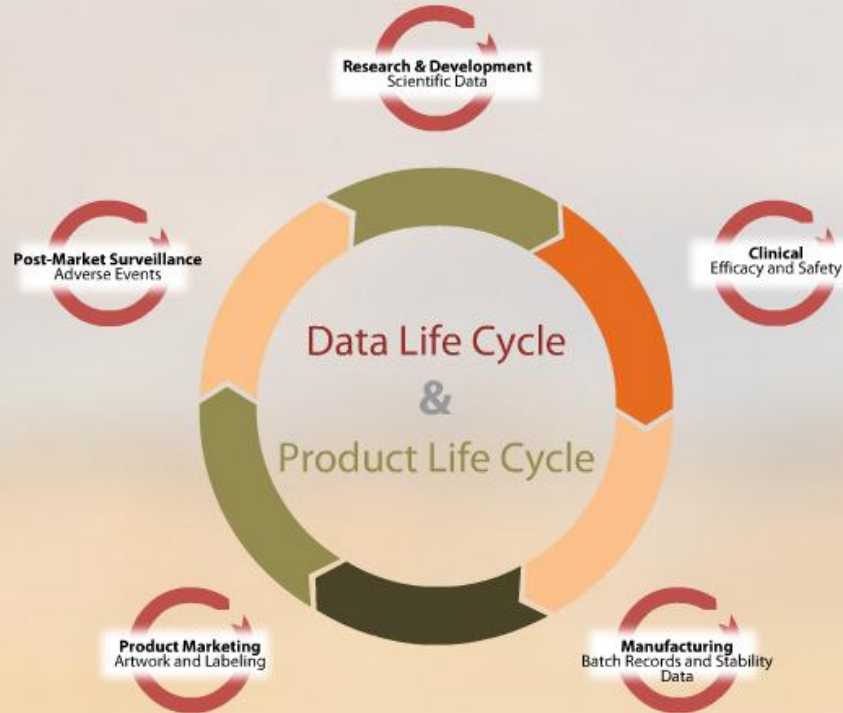 Research & Development
Scientific Data
Post-Market Surveillance
Adverse Events
Clinical
Efficacy and Safety
Data Life Cycle
&
Product Life Cycle
Product Marketing
Artwork and Labeling
Manufacturing
Batch Records and Stability
Data